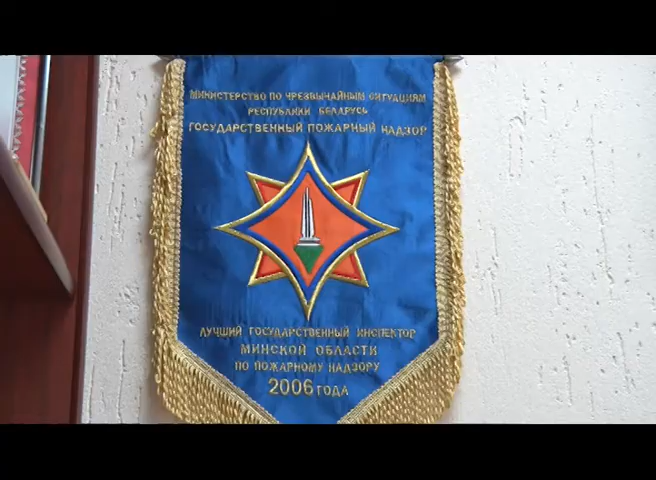 МИНИСТЕРСТВО ПО ЧРЕЗВЫЧАЙНЫМ СИТУАЦИЯМ
РЕСПУБЛИКИ БЕЛАРУСЬ
ГОСУДАРСТВЕННЫЙ ПОЖАРНЫЙ НАДЗОР
ЛУЧШИЙ ГОСУДАРСТВЕННЫЙ ИНСПЕКТОР
МИНСКОЙ ОБЛАСТИ
ПО ПОЖАРНОМУ НАДЗОРУ
2006 ГОДА